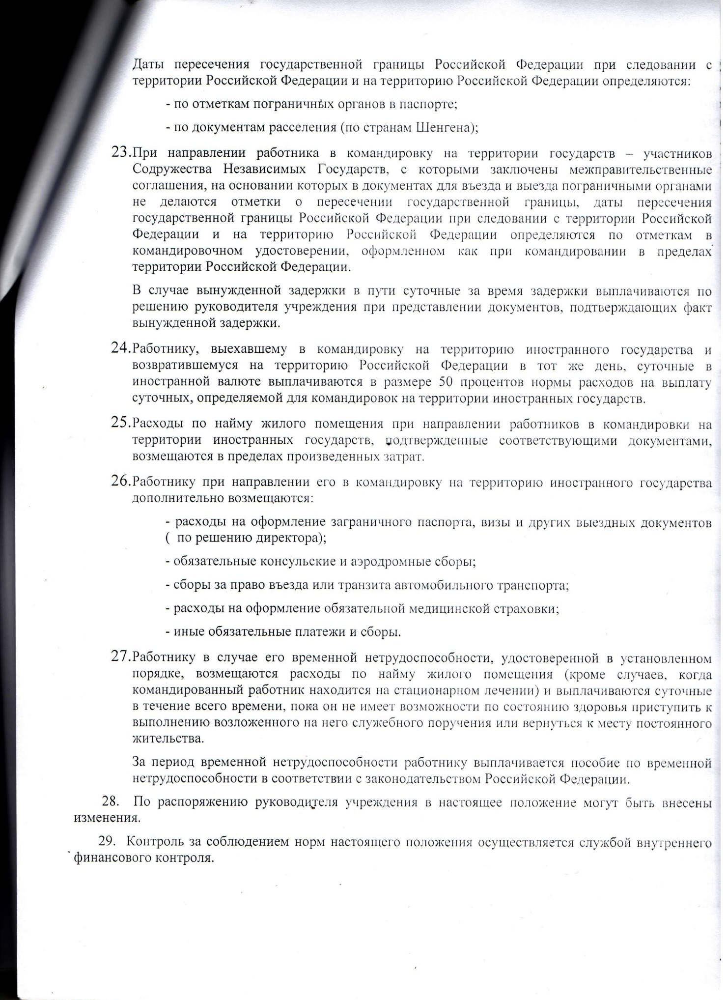 Даты пересечения государственной границы Российской Федерации при следовании с
территории Российской Федерации и на территорию Российской Федерации определяются:
- по отметкам пограничных органов в паспорте;
- по документам расселения (по странам Шенгена);
23.При направлении работника в командировку на территории государств – участников
Содружества Независимых Государств, с которыми заключены межправительственные
соглашения, на основании которых в документах для въезда и выезда пограничными органами
не делаются отметки о пересечении государственной границы, даты пересечения
государственной границы Российской Федерации при следовании с территории Российской
Федерации и на территорию Российской Федерации определяются по отметкам в
командировочном удостоверении, оформленном как при командировании в пределах
территории Российской Федерации.
В случае вынужденной задержки в пути суточные за время задержки выплачиваются по
решению руководителя учреждения при представлении документов, подтверждающих факт
вынужденной задержки.
24.Работнику, выехавшему в командировку на территорию иностранного государства и
возвратившемуся на территорию Российской Федерации в тот же день, суточные в
иностранной валюте выплачиваются в размере 50 процентов нормы расходов на выплату
суточных, определяемой для командировок на территории иностранных государств.
25.Расходы по найму жилого помещения при направлении работников в командировки на
территории иностранных государств, подтвержденные соответствующими документами,
возмещаются в пределах произведенных затрат.
26.Работнику при направлении его в командировку на территорию иностранного государства
дополнительно возмещаются:
- расходы на оформление заграничного паспорта, визы и других выездных документов
( по решению директора);
- обязательные консульские и аэродромные сборы;
- сборы за право въезда или транзита автомобильного транспорта;
- расходы на оформление обязательной медицинской страховки;
- иные обязательные платежи и сборы.
27.Работнику в случае его временной нетрудоспособности, удостоверенной в установленном
порядке, возмещаются расходы по найму жилого помещения (кроме случаев, когда
командированный работник находится на стационарном лечении) и выплачиваются суточные
в течение всего времени, пока он не имеет возможности по состоянию здоровья приступить к
выполнению возложенного на него служебного поручения или вернуться к месту постоянного
жительства.
За период временной нетрудоспособности работнику выплачивается пособие по временной
нетрудоспособности в соответствии с законодательством Российской Федерации.
28. По распоряжению руководителя учреждения в настоящее положение могут быть внесены
изменения.
29. Контроль за соблюдением норм настоящего положения осуществляется службой внутреннего
финансового контроля.